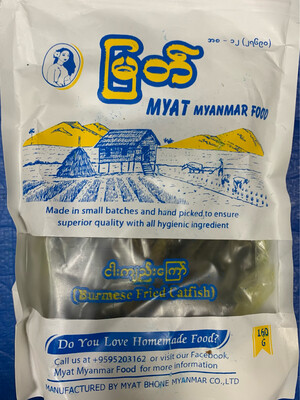 မြတ်
MYAT MYANMAR FOOD
Made in small batches and hand picked,to ensure
superior quality with all hygienic ingredient
ငါးကျည်းကြော်
(Burmese Fried Catfish)
160
G
Do You Love Homemade Food?
Call us at +9595203162 or visit our Facebook,
Myat Myanmar Food for more information
MANUFACTURED BY MYAT BHONE MYANMAR CO.,LTD